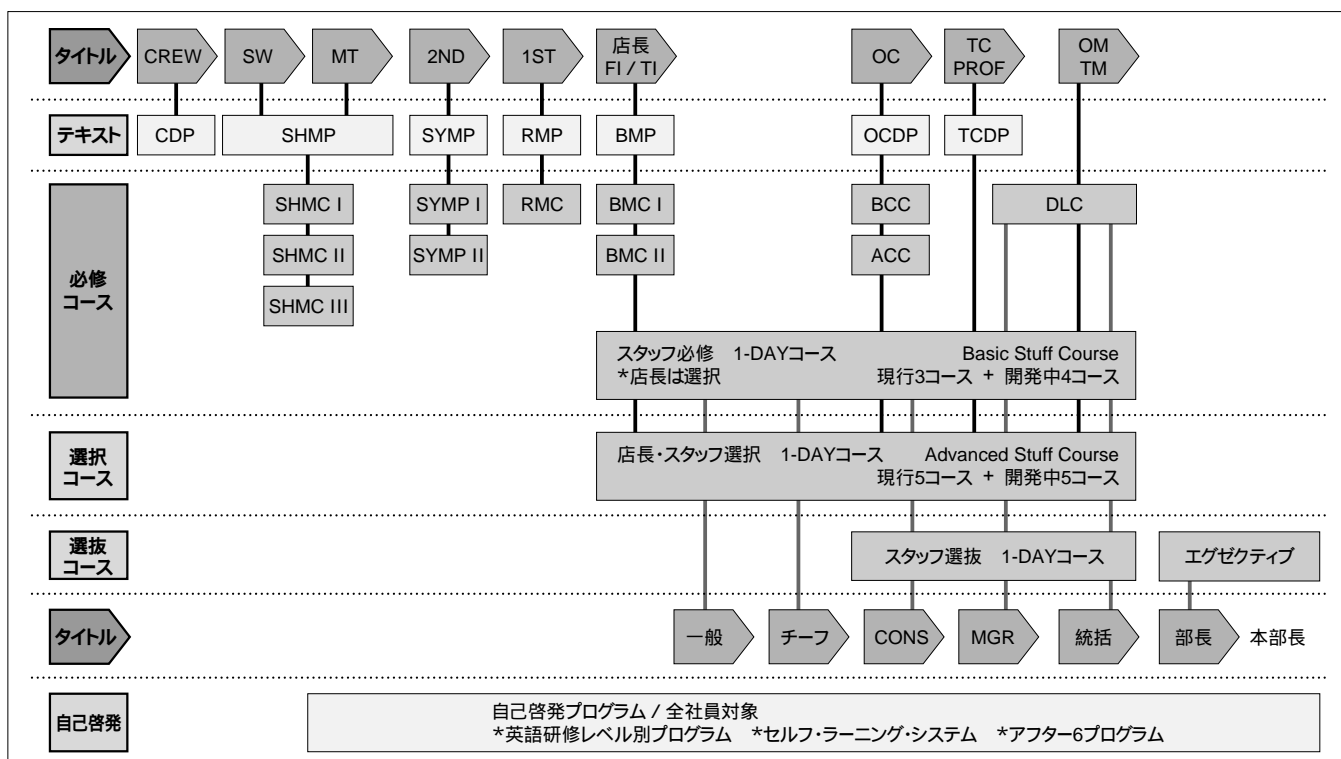 タイトル
CREW
SW
MT
2ND
1ST
店長
FI / TI
OC
TC
PROF
OM
TM
テキスト
CDP
SHMP
SYMP
RMP
BMP
OCDP
TCDP
必修
コース
SHMC I
SYMP I
RMC
BMC I
BCC
DLC
SHMC II
SYMP II
BMC II
ACC
SHMC III
スタッフ必修 1-DAYコース Basic Stuff Course
*店長は選択 現行3コース + 開発中4コース
選択
コース
店長・スタッフ選択 1-DAYコース Advanced Stuff Course
現行5コース + 開発中5コース
選抜
コース
スタッフ選抜 1-DAYコース
エグゼクティブ
タイトル
一般
チーフ
CONS
MGR
統括
部長
本部長
自己啓発
自己啓発プログラム / 全社員対象
*英語研修レベル別プログラム *セルフ・ラーニング・システム *アフター6プログラム